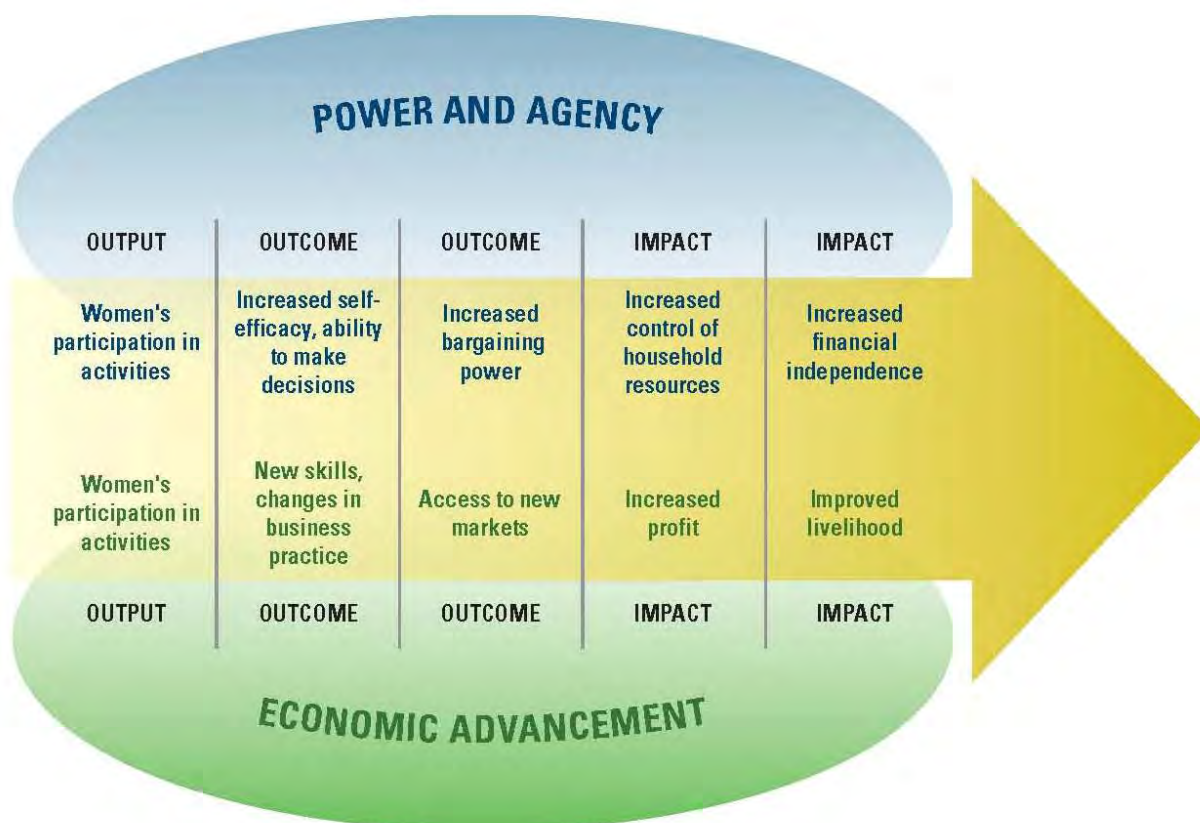 POWER AND AGENCY
OUTPUT
OUTCOME
OUTCOME
IMPACT
IMPACT
Women's
participation in
activities
Increased self-
efficacy, ability
to make
decisions
Increased
bargaining
power
Increased
control of
household
resources
Increased
financial
independence
Women's
participation in
activities
New skills,
changes in
business
practice
Access to new
markets
Increased
profit
Improved
livelihood
OUTPUT
OUTCOME
OUTCOME
IMPACT
IMPACT
ECONOMIC ADVANCEMENT